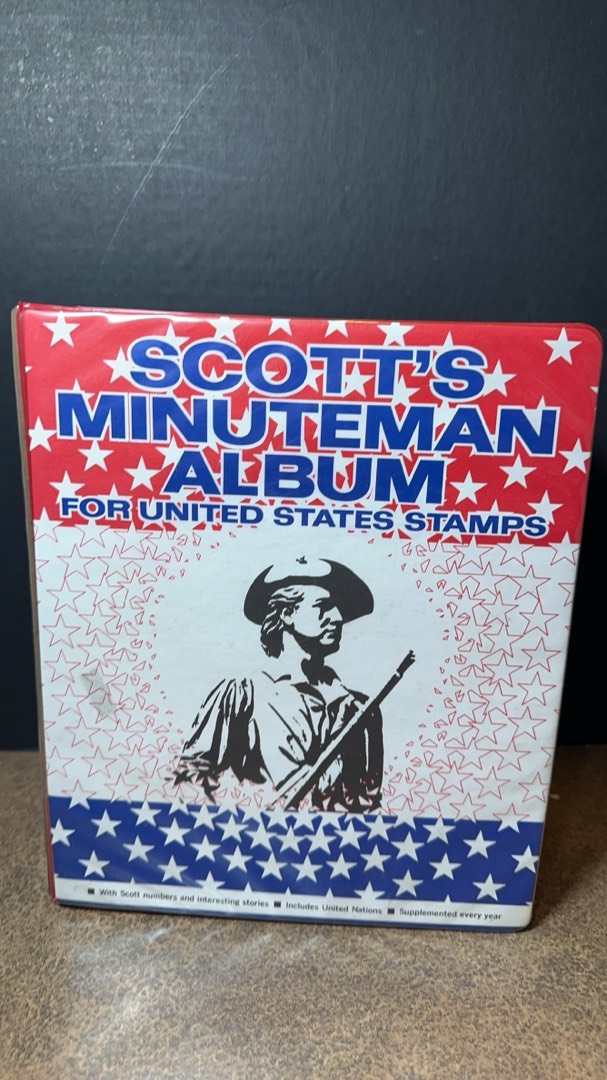 SCOTT'S
MINUTEMAN
ALBUM
FOR UNITED STATES STAMPS
■ With Scott numbers and interesting stories ■ Includes United Nations ■ Supplemented every year